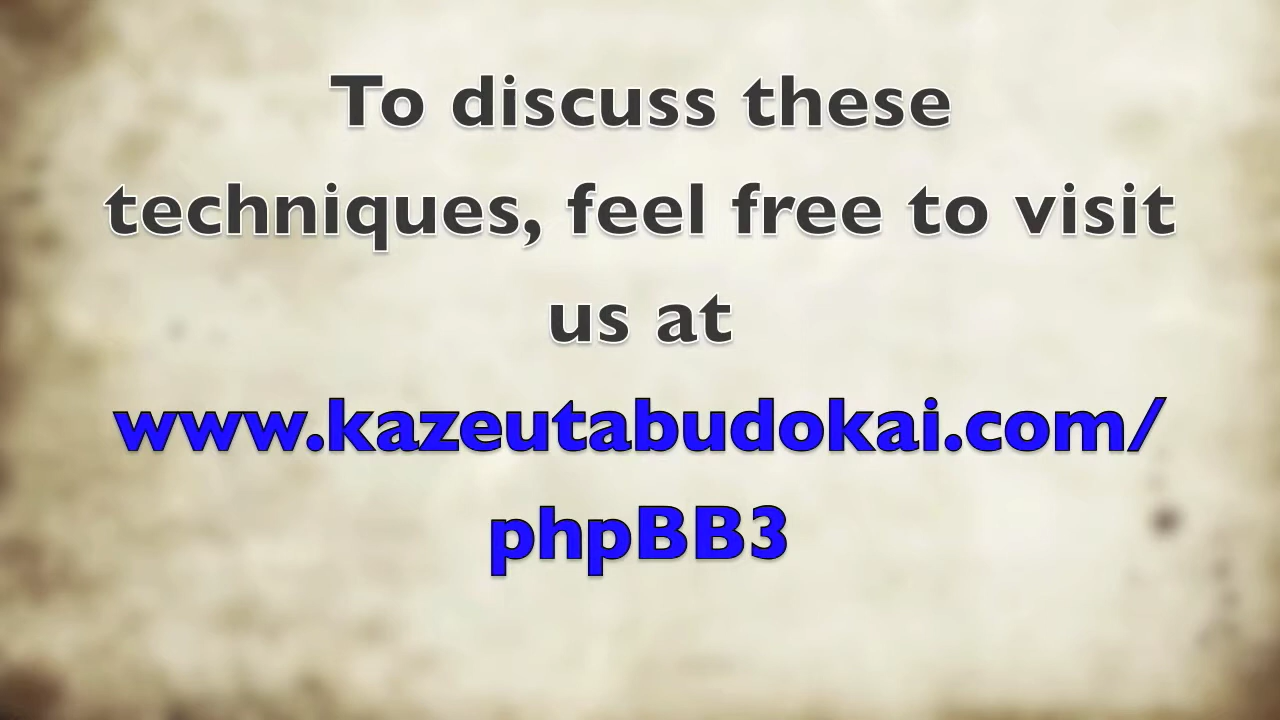 To discuss these
techniques, feel free to visit
us at
www.kazeutabudokai.com/
phpBB3